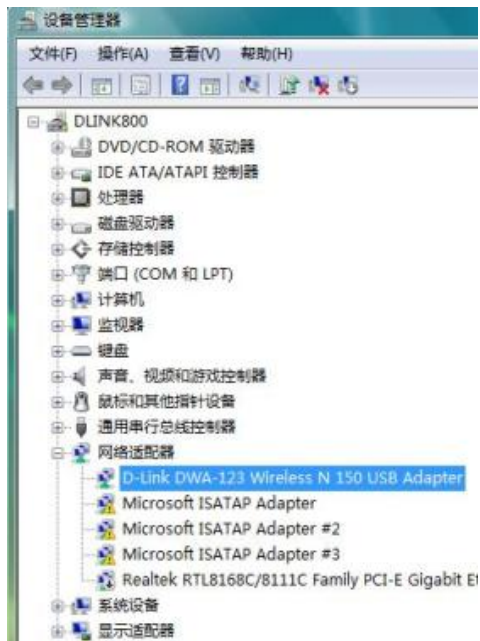 设备管理器
文件(F) 操作(A) 查看(V) 帮助(H)
DLINK800
DVD/CD-ROM 驱动器
IDE ATA/ATAPI 控制器
处理器
磁盘驱动器
存储控制器
端口 (COM 和 LPT)
计算机
监视器
键盘
声音、视频和游戏控制器
鼠标和其他指针设备
通用串行总线控制器
网络适配器
D-Link DWA-123 Wireless N 150 USB Adapter
Microsoft ISATAP Adapter
Microsoft ISATAP Adapter #2
Microsoft ISATAP Adapter #3
Realtek RTL8168C/8111C Family PCI-E Gigabit Et
系统设备
显示适配器